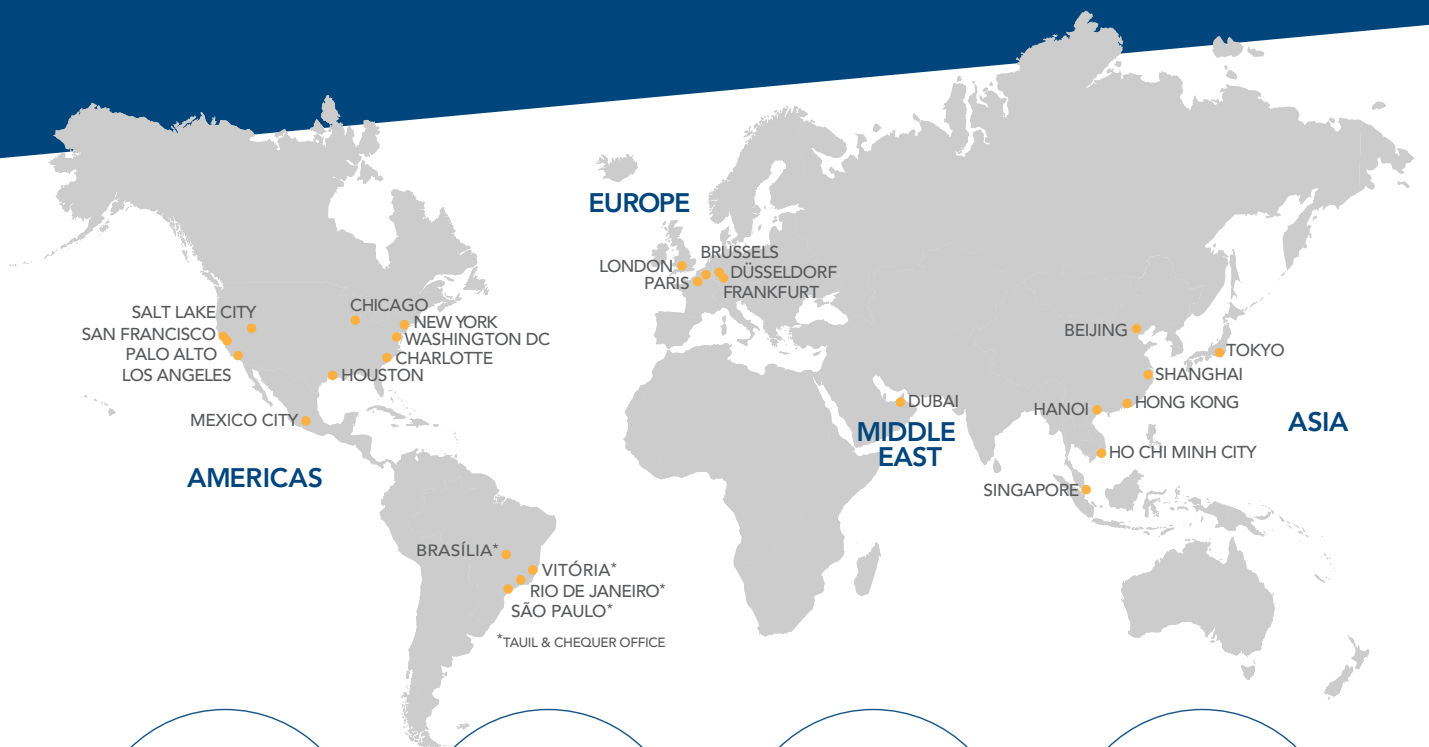 EUROPE
BRUSSELS
LONDON
DÜSSELDORF
PARIS
FRANKFURT
SALT LAKE CITY
CHICAGO
SAN FRANCISCO
NEW YORK
WASHINGTON DC
PALO ALTO
CHARLOTTE
LOS ANGELES
HOUSTON
MEXICO CITY
AMERICAS
BRASÍLIA*
VITÓRIA*
RIO DE JANEIRO*
SÃO PAULO*
*TAUIL & CHEQUER OFFICE
DUBAI
MIDDLE
EAST
BEIJING
TOKYO
SHANGHAI
HONG KONG
HANOI
ASIA
HO CHI MINH CITY
SINGAPORE